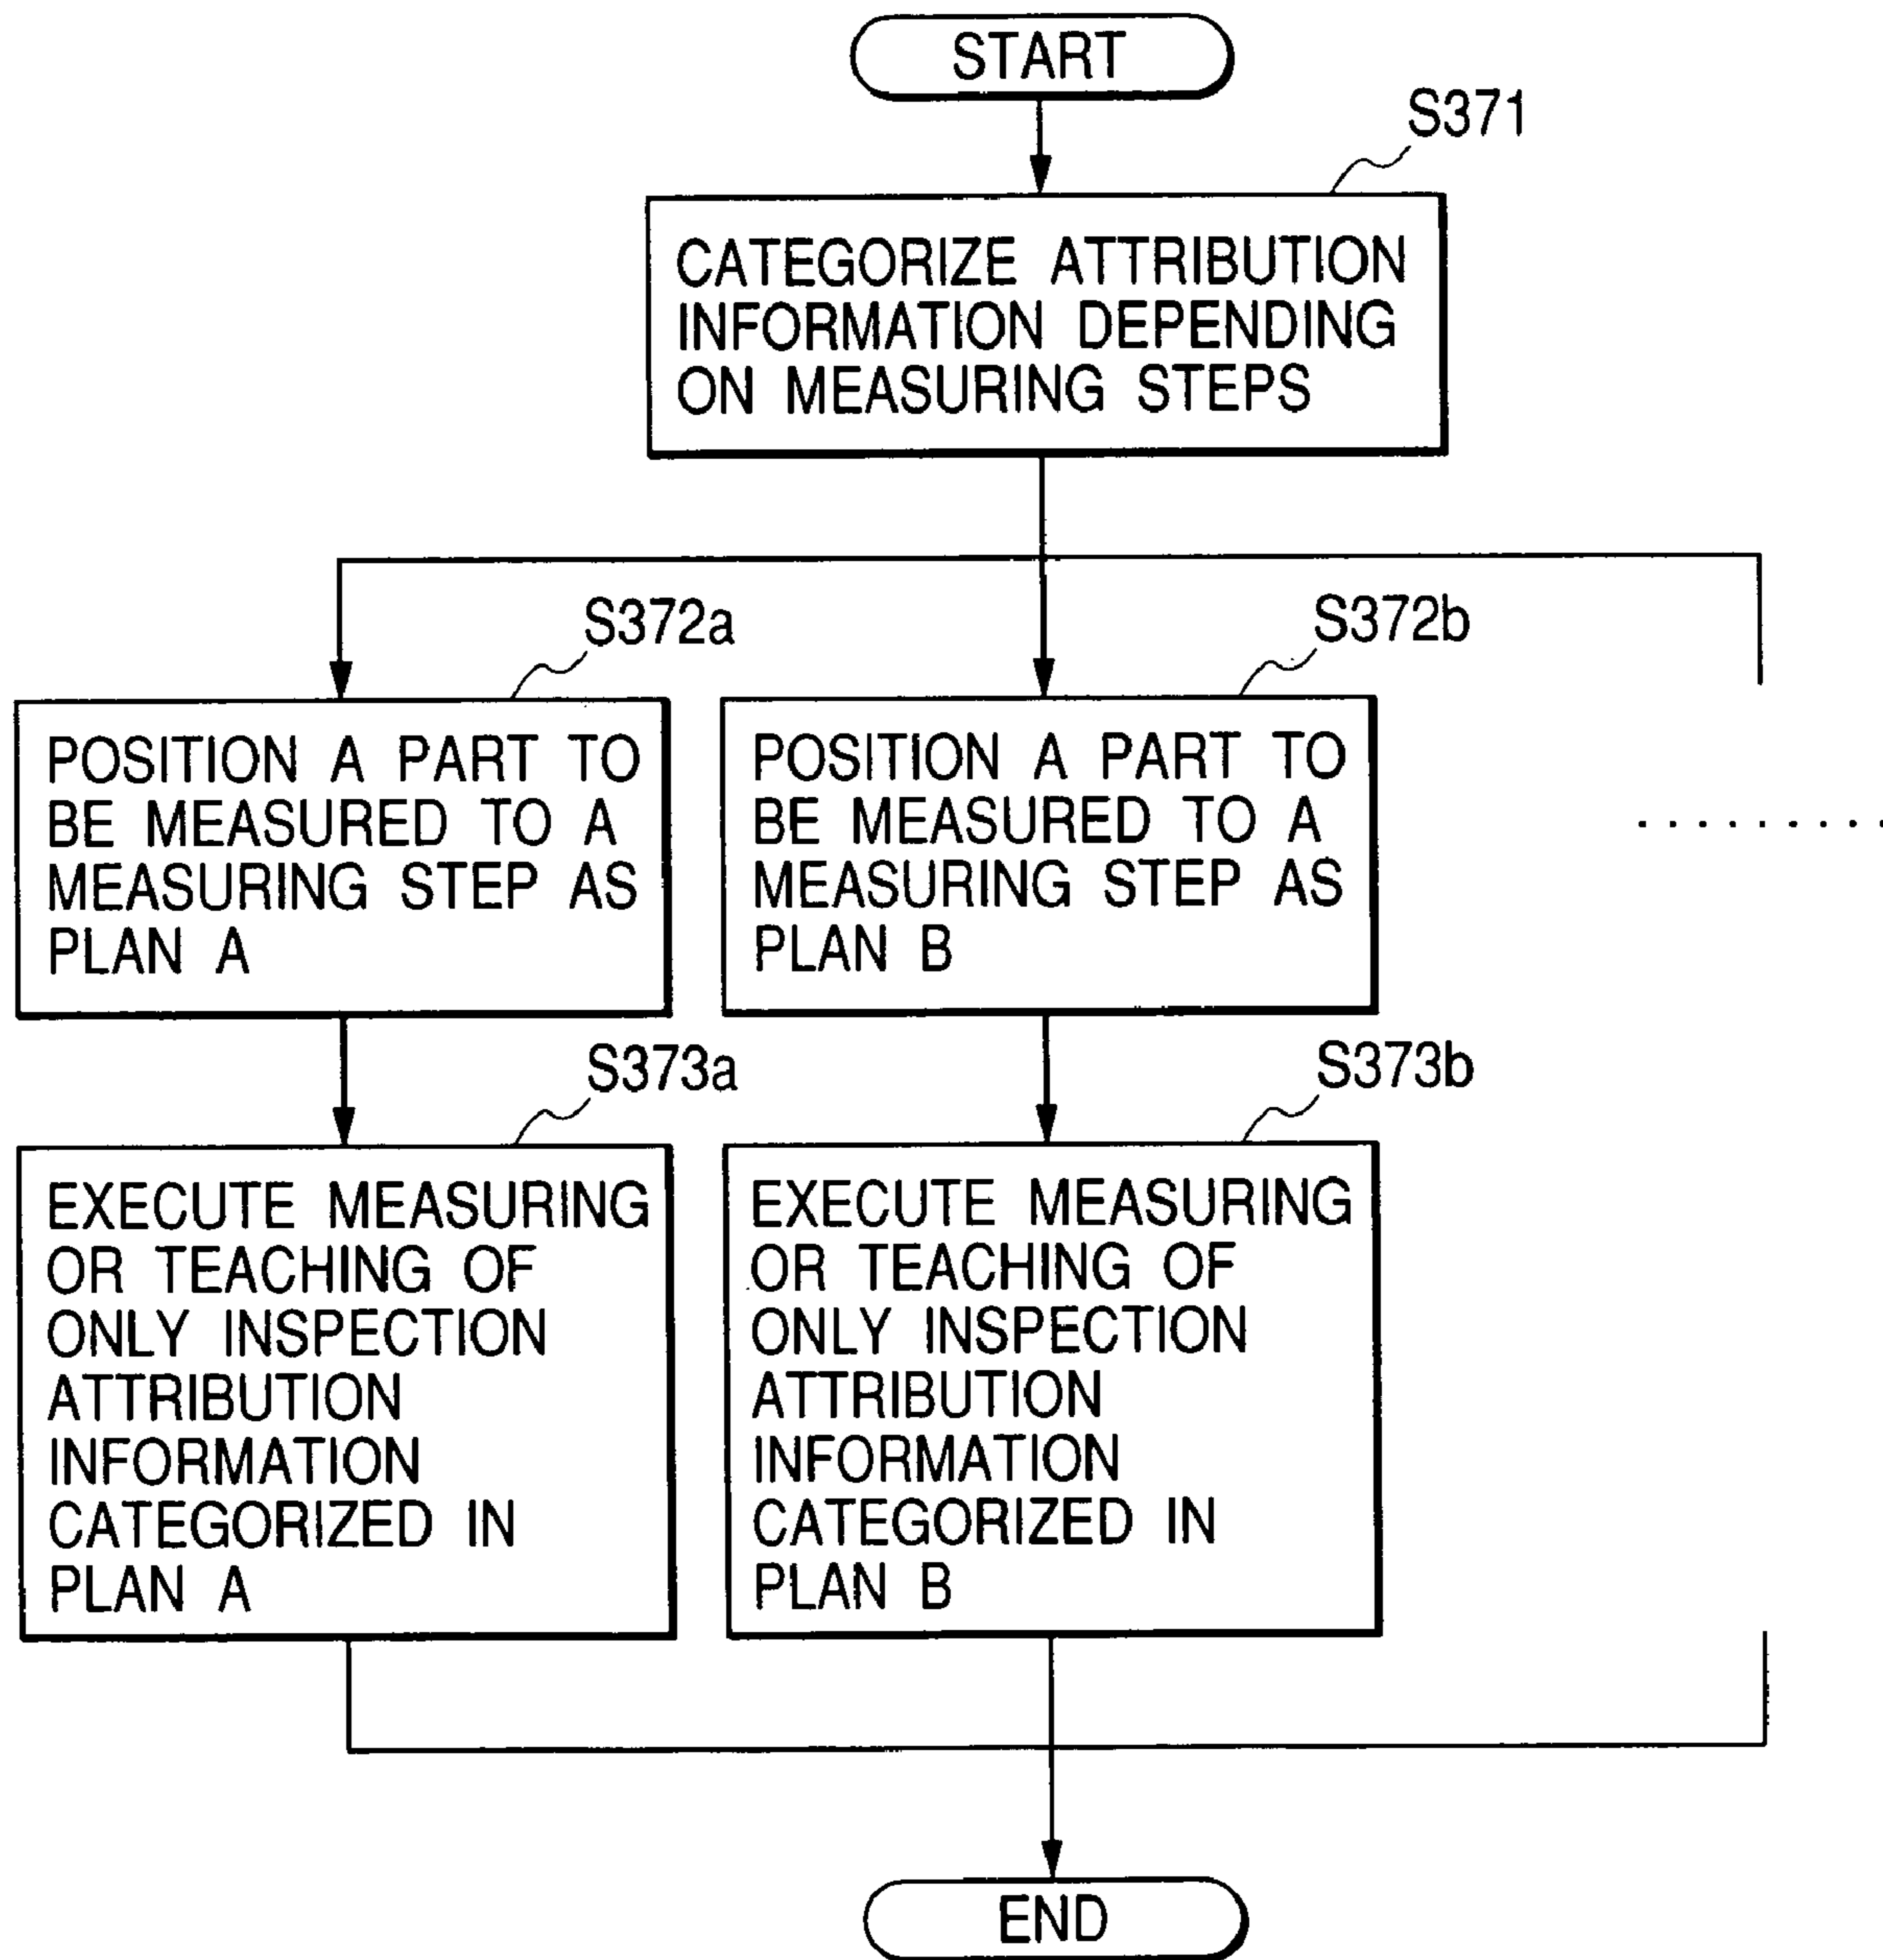 START
S371
CATEGORIZE ATTRIBUTION
INFORMATION DEPENDING
ON MEASURING STEPS
S372a
POSITION A PART TO
BE MEASURED TO A
MEASURING STEP AS
PLAN A
S372b
POSITION A PART TO
BE MEASURED TO A
MEASURING STEP AS
PLAN B
..........
S373a
EXECUTE MEASURING
OR TEACHING OF
ONLY INSPECTION
ATTRIBUTION
INFORMATION
CATEGORIZED IN
PLAN A
S373b
EXECUTE MEASURING
OR TEACHING OF
ONLY INSPECTION
ATTRIBUTION
INFORMATION
CATEGORIZED IN
PLAN B
END